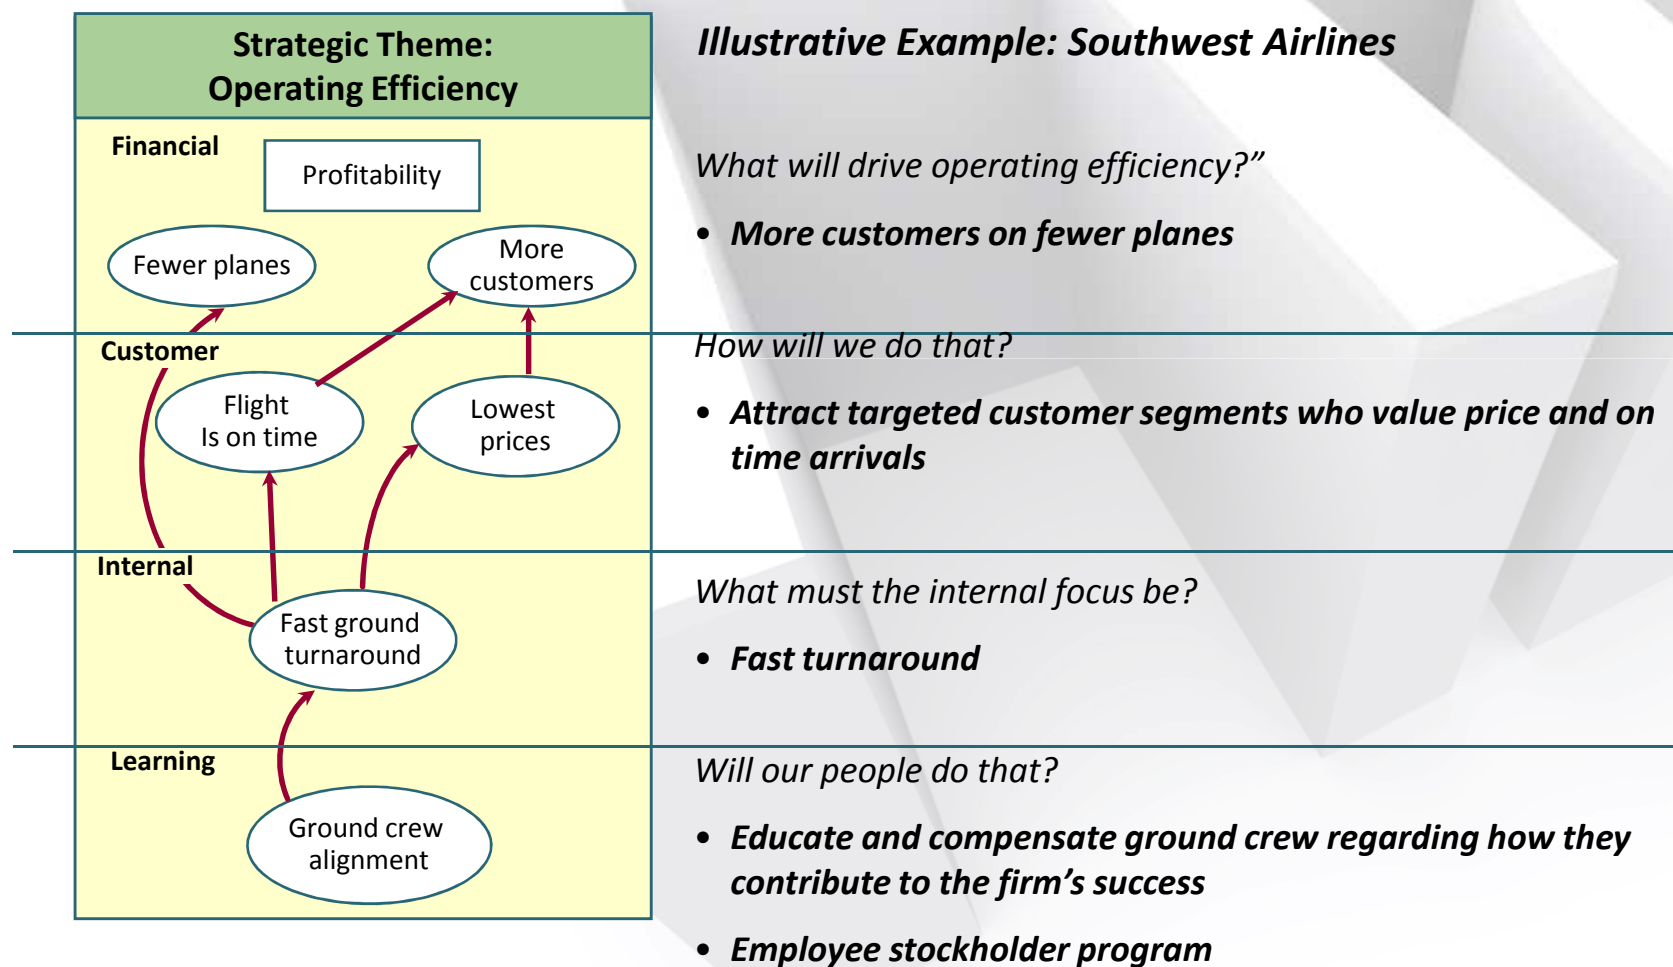 Strategic Theme:
Operating Efficiency
Financial
Profitability
Fewer planes
More
customers
Customer
Flight
Is on time
Lowest
prices
Internal
Fast ground
turnaround
Learning
Ground crew
alignment
Illustrative Example: Southwest Airlines
What will drive operating efficiency?”
• More customers on fewer planes
How will we do that?
• Attract targeted customer segments who value price and on
time arrivals
What must the internal focus be?
• Fast turnaround
Will our people do that?
• Educate and compensate ground crew regarding how they
contribute to the firm’s success
• Employee stockholder program